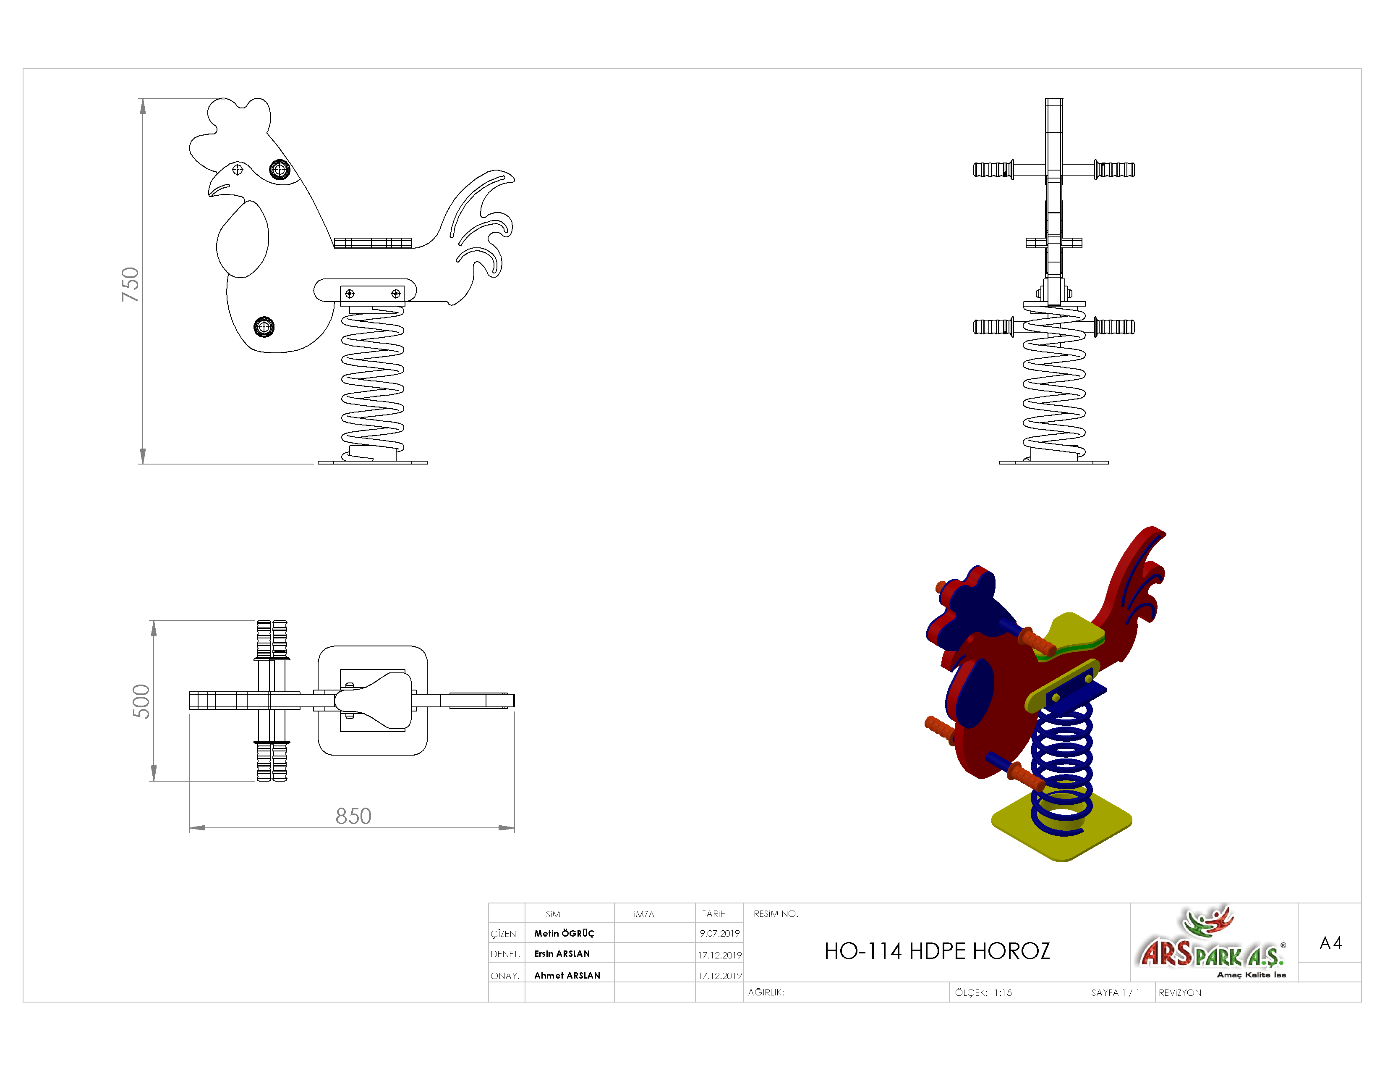 750
500
850
İSİM
İMZA
TARİH
RESİM NO.
ÇİZEN
Metin ÖĞRÜÇ
9.07.2019
DENET.
Ersin ARSLAN
17.12.2019
ONAY.
Ahmet ARSLAN
17.12.2019
HO-114 HDPE HOROZ
ARSPARK A.Ş.®
Amaç Kalite İse
A4
AĞIRLIK:
ÖLÇEK: 1:15
SAYFA 1 / 1
REVİZYON